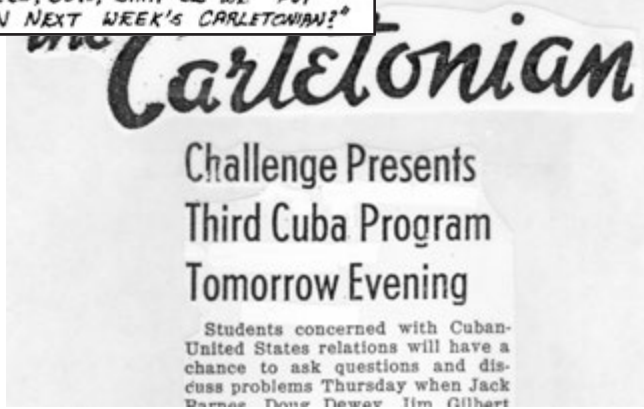 N NEXT WEEK'S CARLETONIAN?"
the Carletonian
Challenge Presents
Third Cuba Program
Tomorrow Evening
Students concerned with Cuban-
United States relations will have a
chance to ask questions and dis-
cuss problems Thursday when Jack
Barnes, Doug Dewey, Jim Gilbert